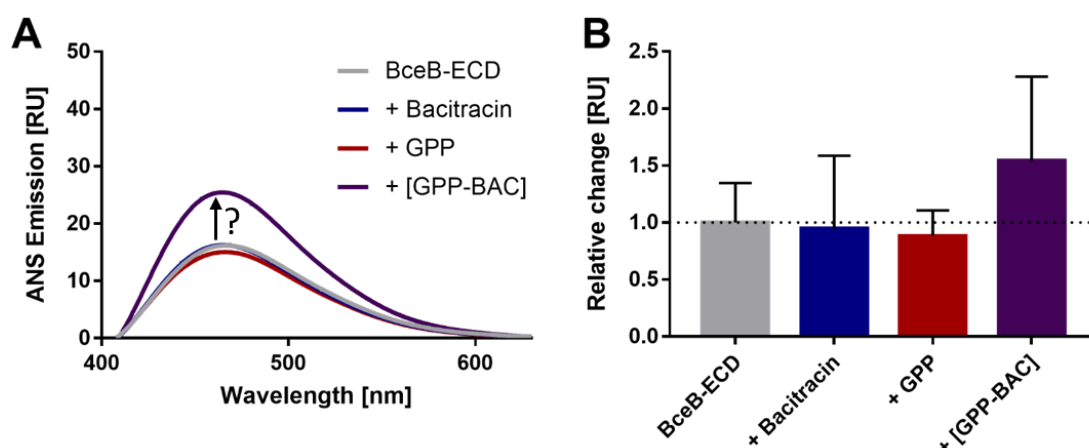 A
ANS Emission [RU]
50
40
30
20
10
0
400
500
600
Wavelength [nm]
BceB-ECD
+ Bacitracin
+ GPP
+ [GPP-BAC]
?
B
Relative change [RU]
2.5
2.0
1.5
1.0
0.5
0.0
BceB-ECD
+ Bacitracin
+ GPP
+ [GPP-BAC]